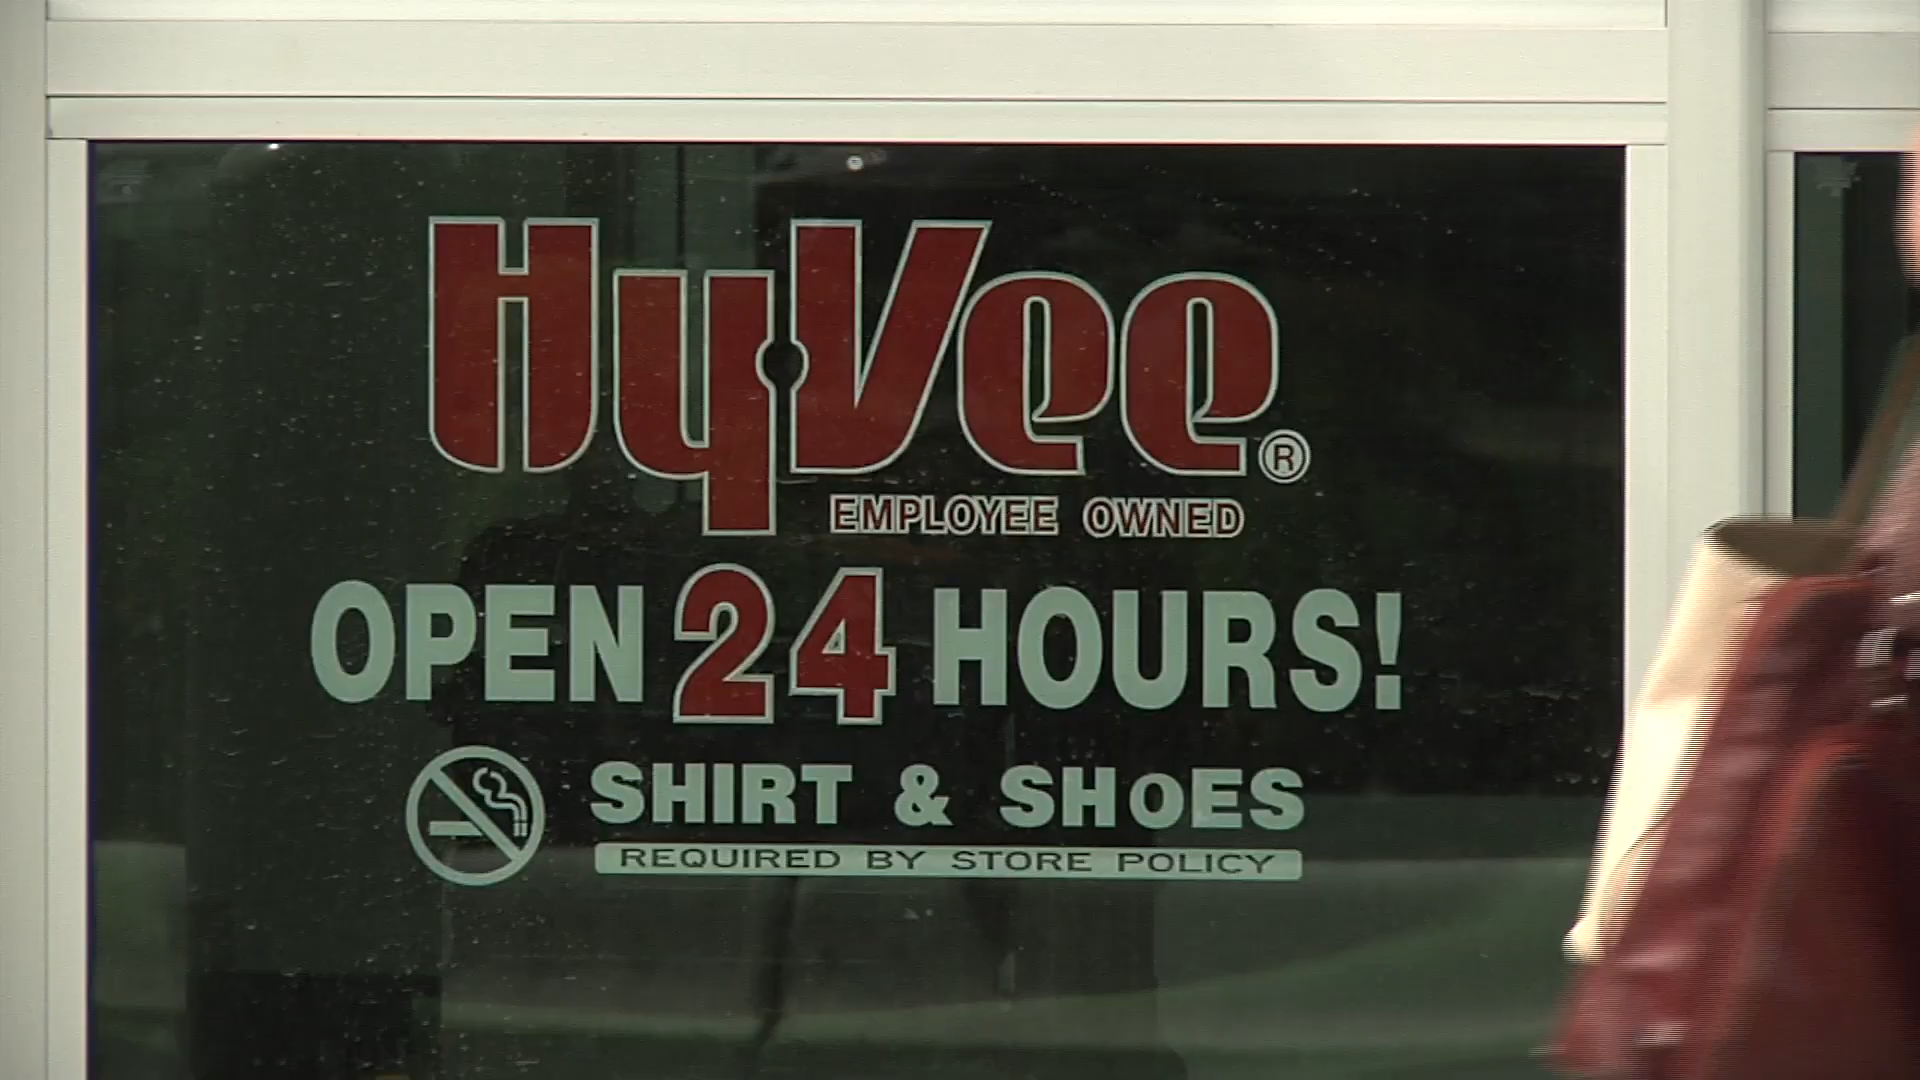 HyVee®
EMPLOYEE OWNED
OPEN 24 HOURS!
SHIRT & SHOES
REQUIRED BY STORE POLICY